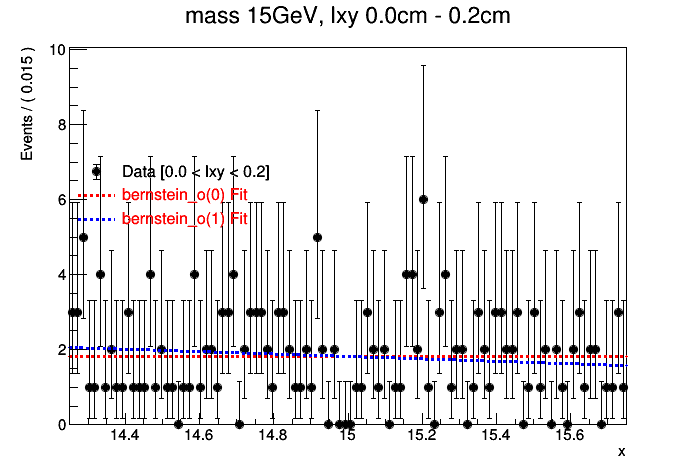 mass 15GeV, lxy 0.0cm - 0.2cm
Events / ( 0.015 )
10
8
6
4
2
0
Data [0.0 < lxy < 0.2]
bernstein_o(0) Fit
bernstein_o(1) Fit
14.4 14.6 14.8 15 15.2 15.4 15.6
x